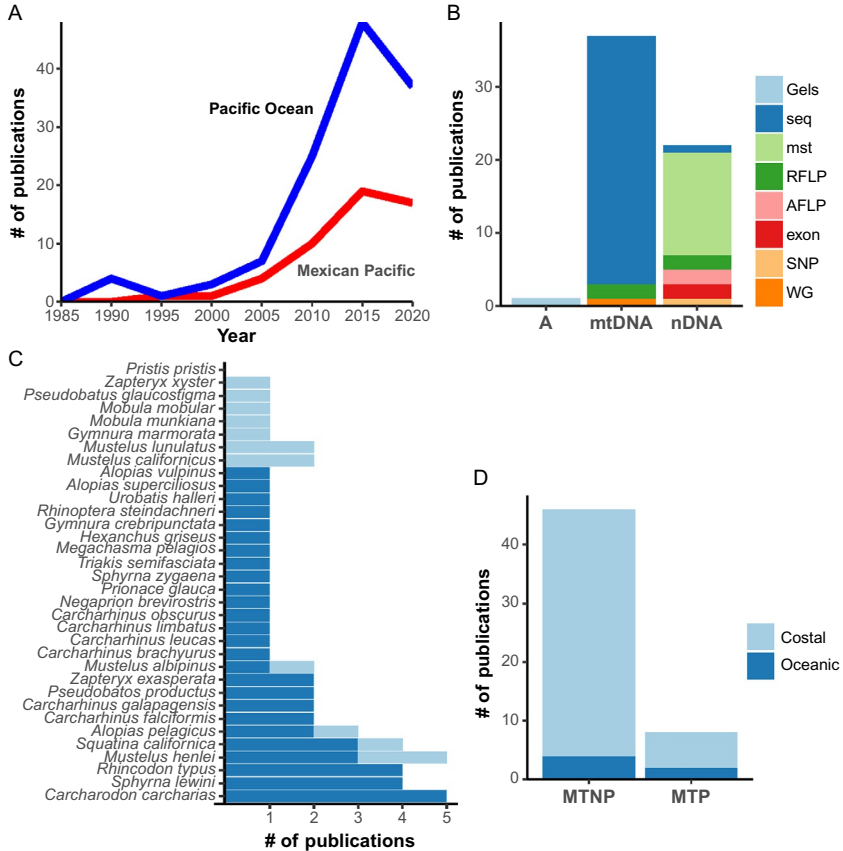 A
# of publications
40
30
20
10
0
Pacific Ocean
Mexican Pacific
1985 1990 1995 2000 2005 2010 2015 2020
Year
B
# of publications
30
20
10
0
A mtDNA nDNA
Gels
seq
mst
RFLP
AFLP
exon
SNP
WG
C
Pristis pristis
Zapteryx xyster
Pseudobatus glaucostigma
Mobula mobular
Mobula munkiana
Gymnura marmorata
Mustelus lunulatus
Mustelus californicus
Alopias vulpinus
Alopias superciliosus
Urobatis halleri
Rhinoptera steindachneri
Gymnura crebripunctata
Hexanchus griseus
Megachasma pelagios
Triakis semifasciata
Sphyrna zygaena
Prionace glauca
Negaprion brevirostris
Carcharhinus obscurus
Carcharhinus limbatus
Carcharhinus leucas
Carcharhinus brachyurus
Mustelus albipinus
Zapteryx exasperata
Pseudobatos productus
Carcharhinus galapagensis
Carcharhinus falciformis
Alopias pelagicus
Squatina californica
Mustelus henlei
Rhincodon typus
Sphyrna lewini
Carcharodon carcharias
1 2 3 4 5
# of publications
D
# of publications
40
30
20
10
0
MTNP MTP
Costal
Oceanic